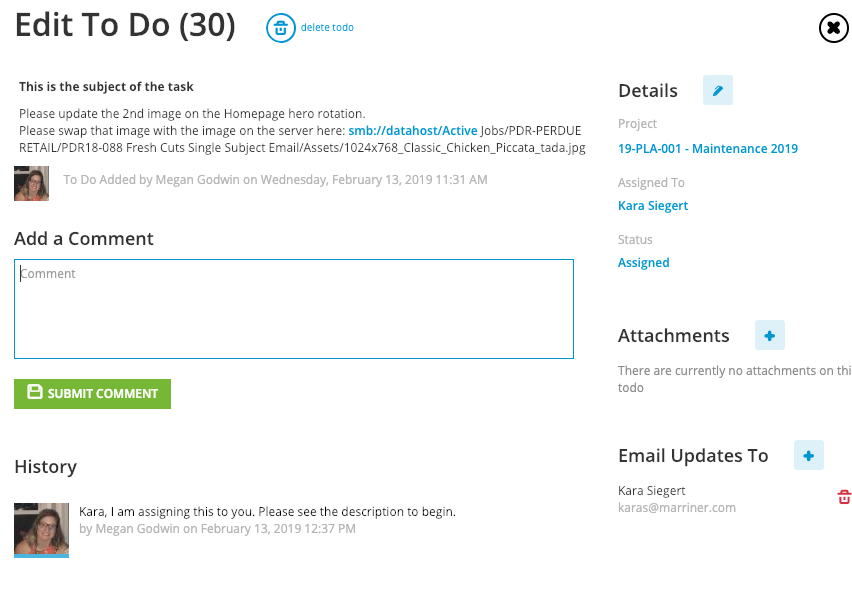 Edit To Do (30)
delete todo
This is the subject of the task
Please update the 2nd image on the Homepage hero rotation.
Please swap that image with the image on the server here: smb://datahost/Active Jobs/PDR-PERDUE
RETAIL/PDR18-088 Fresh Cuts Single Subject Email/Assets/1024x768_Classic_Chicken_Piccata_tada.jpg
To Do Added by Megan Godwin on Wednesday, February 13, 2019 11:31 AM
Add a Comment
Comment
SUBMIT COMMENT
History
Kara, I am assigning this to you. Please see the description to begin.
by Megan Godwin on February 13, 2019 12:37 PM
Details
Project
19-PLA-001 - Maintenance 2019
Assigned To
Kara Siegert
Status
Assigned
Attachments
There are currently no attachments on thi
todo
Email Updates To
Kara Siegert
karas@marriner.com